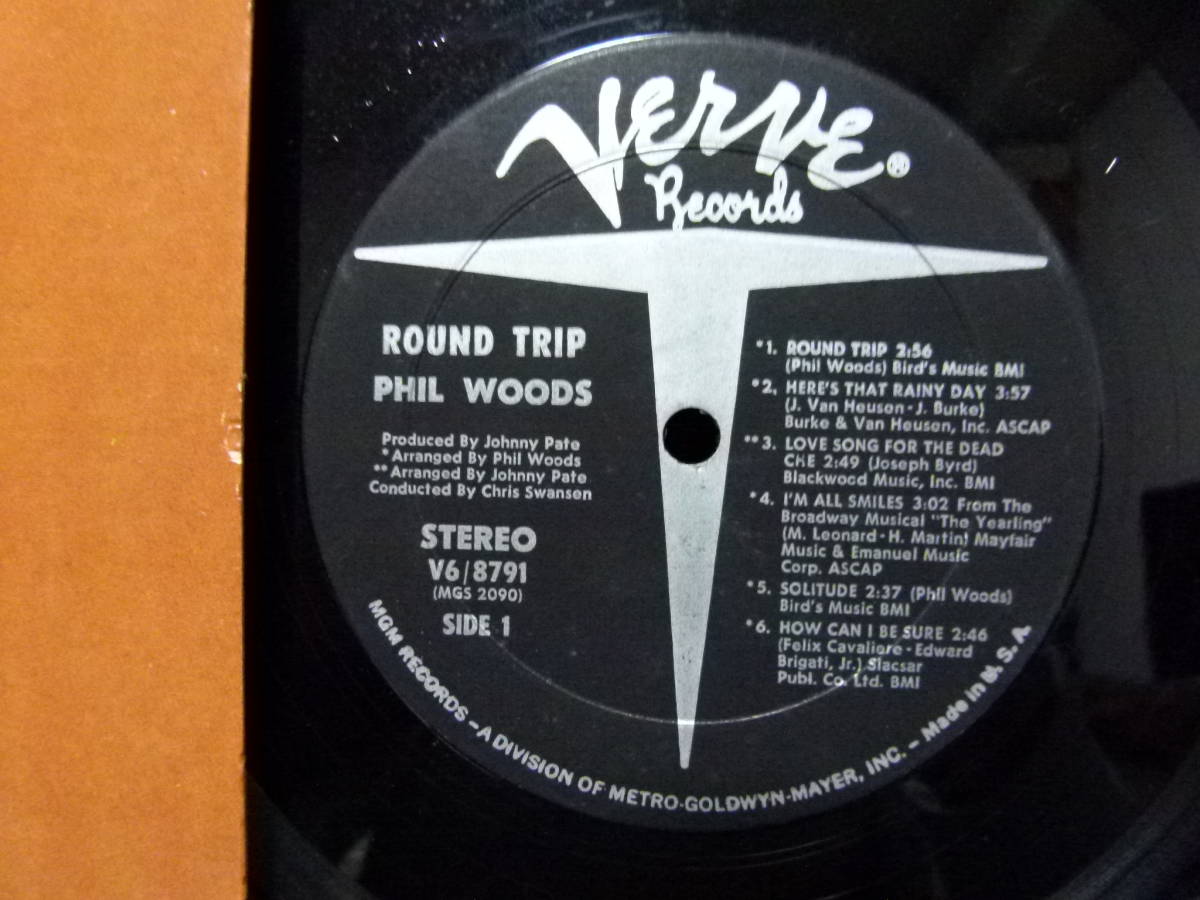 Verve®
Records
ROUND TRIP
PHIL WOODS
Produced By Johnny Pate
*Arranged By Phil Woods
**Arranged By Johnny Pate
Conducted By Chris Swansen
STEREO
V6/8791
(MGS 2090)
SIDE 1
*1. ROUND TRIP 2:56
(Phil Woods) Bird's Music BMI
*2. HERE'S THAT RAINY DAY 3:57
(J. Van Heusen - J. Burke)
Burke & Van Heusen, Inc. ASCAP
**3. LOVE SONG FOR THE DEAD
CHE 2:49 (Joseph Byrd)
Blackwood Music, Inc. BMI
*4. I'M ALL SMILES 3:02 From The
Broadway Musical "The Yearling"
(M. Leonard - H. Martin) Mayfair
Music & Emanuel Music
Corp. ASCAP
*5. SOLITUDE 2:37 (Phil Woods)
Bird's Music BMI
*6. HOW CAN I BE SURE 2:46
(Felix Cavaliere - Edward
Brigati, Jr.) Slacsar
Publ. Co. Ltd. BMI
MGM RECORDS – A DIVISION OF METRO-GOLDWYN-MAYER, INC. – Made in U.S.A.